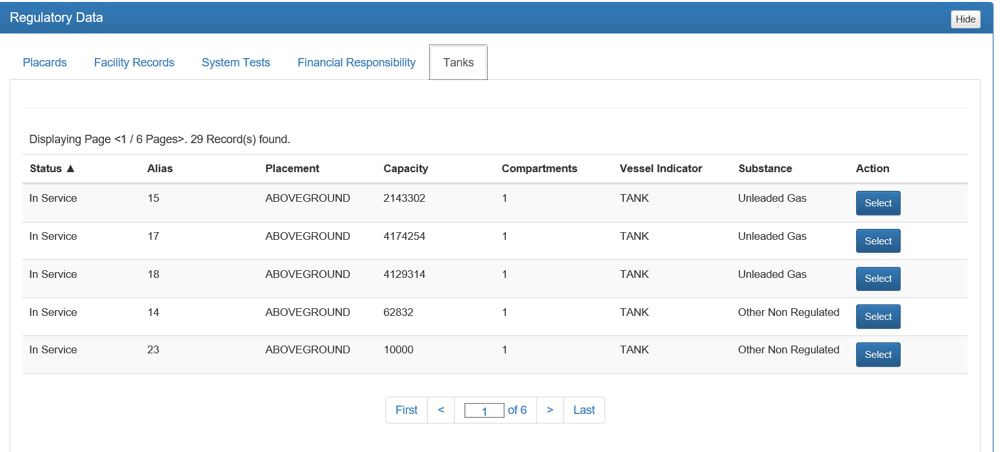 Regulatory Data Hide
Placards Facility Records System Tests Financial Responsibility Tanks
Displaying Page <1 / 6 Pages>. 29 Record(s) found.
Status ▲ Alias Placement Capacity Compartments Vessel Indicator Substance Action
In Service 15 ABOVEGROUND 2143302 1 TANK Unleaded Gas Select
In Service 17 ABOVEGROUND 4174254 1 TANK Unleaded Gas Select
In Service 18 ABOVEGROUND 4129314 1 TANK Unleaded Gas Select
In Service 14 ABOVEGROUND 62832 1 TANK Other Non Regulated Select
In Service 23 ABOVEGROUND 10000 1 TANK Other Non Regulated Select
First < 1 of 6 > Last